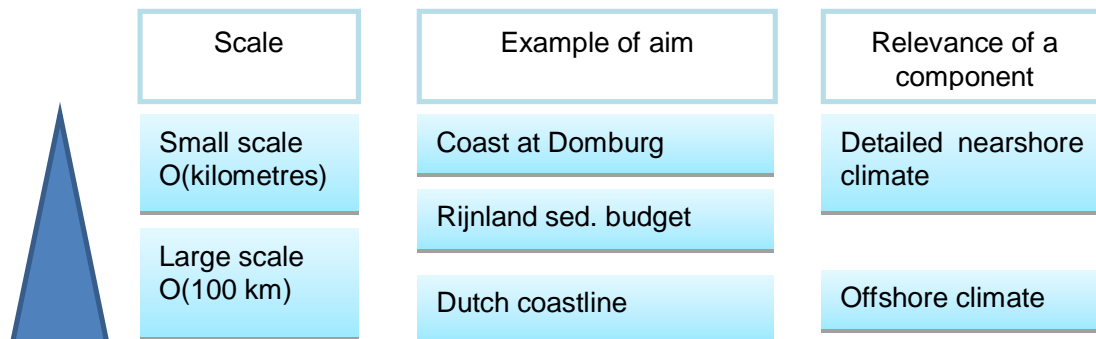 Scale
Example of aim
Relevance of a
component
Small scale
O(kilometres)
Coast at Domburg
Detailed nearshore
climate
Rijnland sed. budget
Large scale
O(100 km)
Dutch coastline
Offshore climate